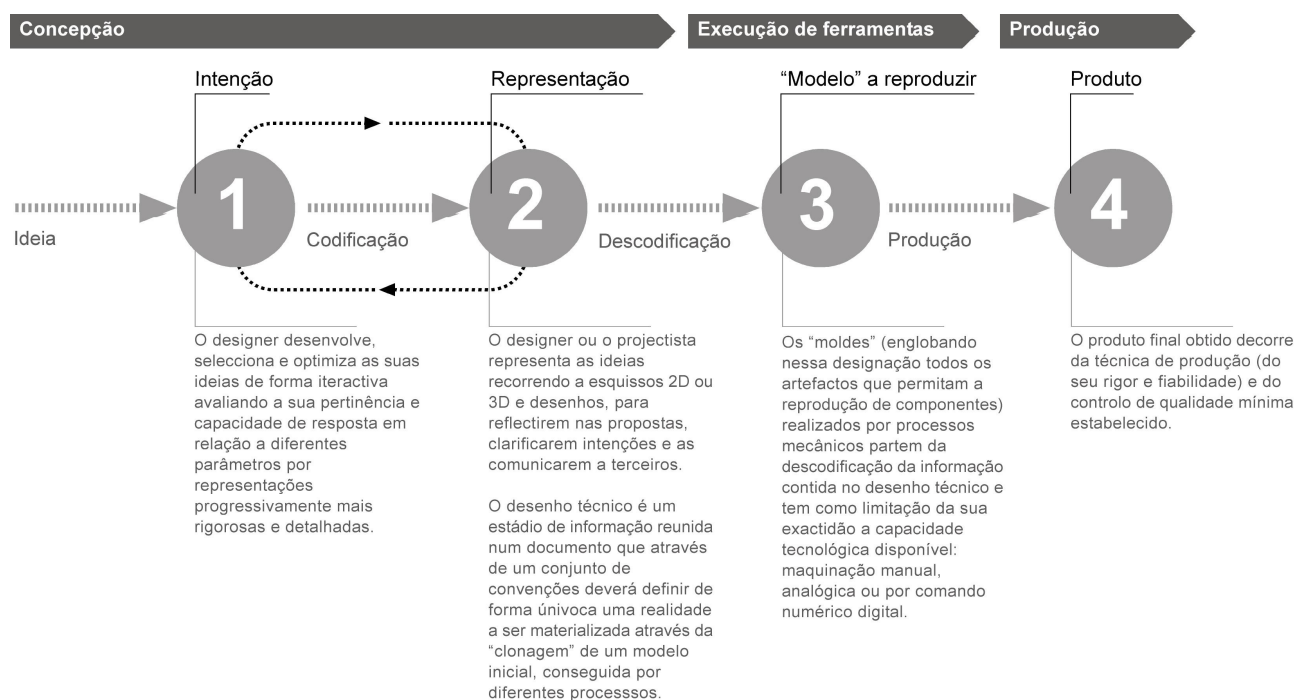 Concepção
Execução de ferramentas
Produção
Intenção
Representação
“Modelo” a reproduzir
Produto
1
2
3
4
Ideia
Codificação
Descodificação
Produção
O designer desenvolve,
selecciona e optimiza as suas
ideias de forma iteractiva
avaliando a sua pertinência e
capacidade de resposta em
relação a diferentes
parâmetros por
representações
progressivamente mais
rigorosas e detalhadas.
O designer ou o projectista
representa as ideias
recorrendo a esquissos 2D ou
3D e desenhos, para
reflectirem nas propostas,
clarificarem intenções e as
comunicarem a terceiros.
O desenho técnico é um
estádio de informação reunida
num documento que através
de um conjunto de
convenções deverá definir de
forma únivoca uma realidade
a ser materializada através da
“clonagem” de um modelo
inicial, conseguida por
diferentes processsos.
Os “moldes” (englobando
nessa designação todos os
artefactos que permitam a
reprodução de componentes)
realizados por processos
mecânicos partem da
descodificação da informação
contida no desenho técnico e
tem como limitação da sua
exactidão a capacidade
tecnológica disponível:
maquinação manual,
analógica ou por comando
numérico digital.
O produto final obtido decorre
da técnica de produção (do
seu rigor e fiabilidade) e do
controlo de qualidade mínima
estabelecido.